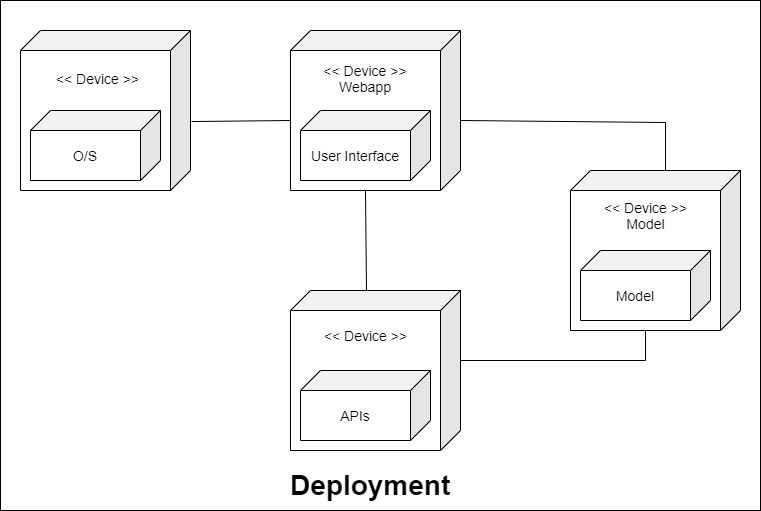 << Device >>
O/S
<< Device >>
Webapp
User Interface
<< Device >>
Model
Model
<< Device >>
APIs
Deployment